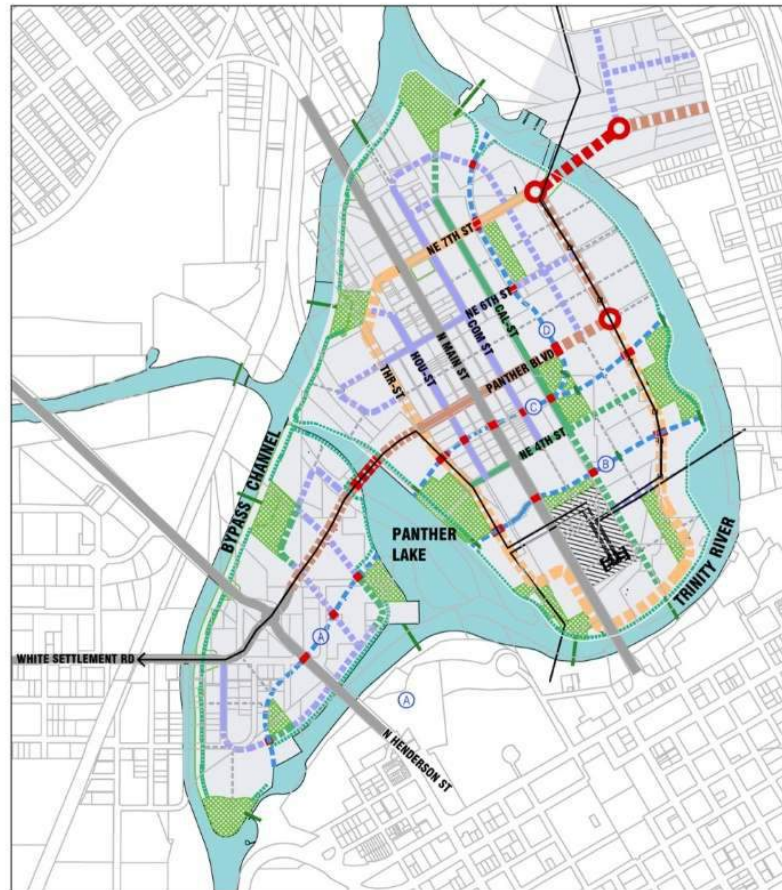 NE 7TH ST
NE 6TH ST
CAL-ST
COM ST
N MAIN ST
HOU-ST
THR-ST
PANTHER BLVD
D
C
NE 4TH ST
B
BYPASS CHANNEL
PANTHER
LAKE
TRINITY RIVER
A
WHITE SETTLEMENT RD
A
N HENDERSON ST